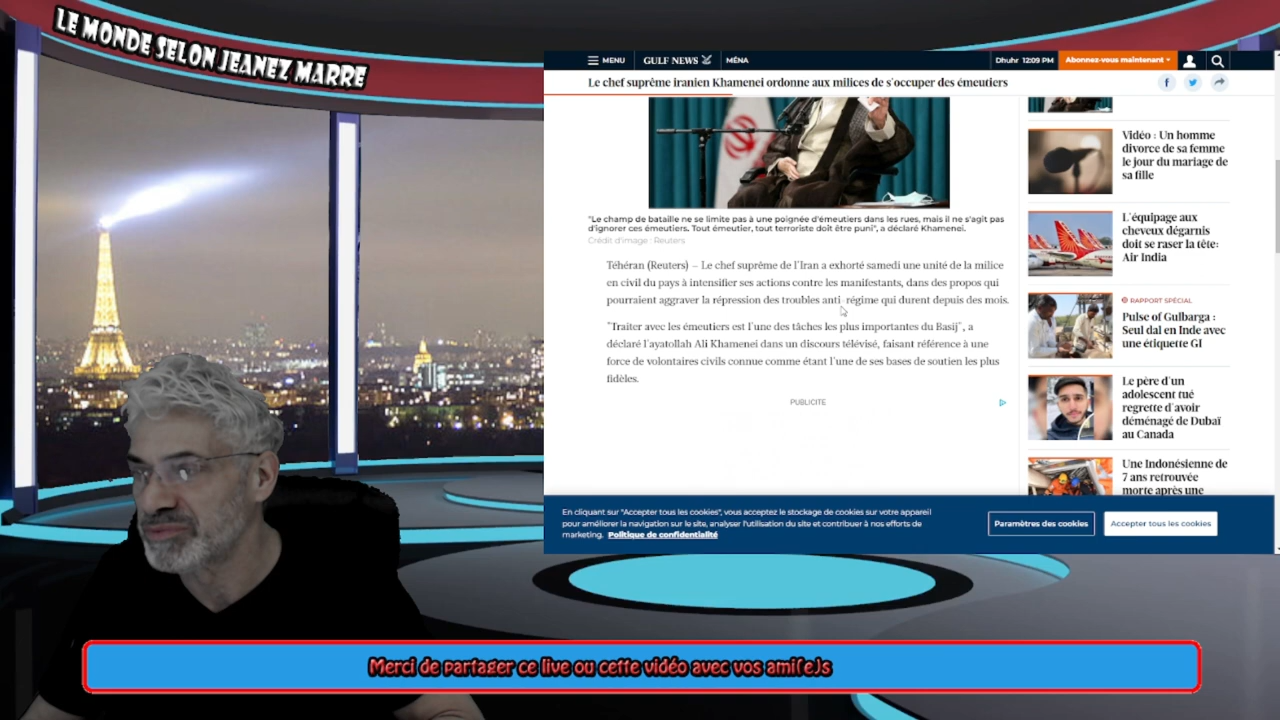 LE MONDE SELON JEANEZ MARRE
MENU
GULF NEWS
MÉNA
Dhuhr 12:09 PM
Abonnez-vous maintenant
Le chef suprême iranien Khamenei ordonne aux milices de s'occuper des émeutiers
"Le champ de bataille ne se limite pas à une poignée d'émeutiers dans les rues, mais il ne s'agit pas
d'ignorer ces émeutiers. Tout émeutier, tout terroriste doit être puni", a déclaré Khamenei.
Crédit d'image : Reuters
Téhéran (Reuters) – Le chef suprême de l'Iran a exhorté samedi une unité de la milice
en civil du pays à intensifier ses actions contre les manifestants, dans des propos qui
pourraient aggraver la répression des troubles anti-régime qui durent depuis des mois.
"Traiter avec les émeutiers est l'une des tâches les plus importantes du Basij", a
déclaré l'ayatollah Ali Khamenei dans un discours télévisé, faisant référence à une
force de volontaires civils connue comme étant l'une de ses bases de soutien les plus
fidèles.
PUBLICITÉ
Vidéo : Un homme
divorce de sa femme
le jour du mariage de
sa fille
L'équipage aux
cheveux dégarnis
doit se raser la tête:
Air India
RAPPORT SPÉCIAL
Pulse of Gulbarga :
Seul dal en Inde avec
une étiquette GI
Le père d'un
adolescent tué
regrette d'avoir
déménagé de Dubaï
au Canada
Une Indonésienne de
7 ans retrouvée
morte après une
En cliquant sur "Accepter tous les cookies", vous acceptez le stockage de cookies sur votre appareil
pour améliorer la navigation sur le site, analyser l'utilisation du site et contribuer à nos efforts de
marketing. Politique de confidentialité
Paramètres des cookies
Accepter tous les cookies
Merci de partager ce live ou cette vidéo avec vos ami(e)s